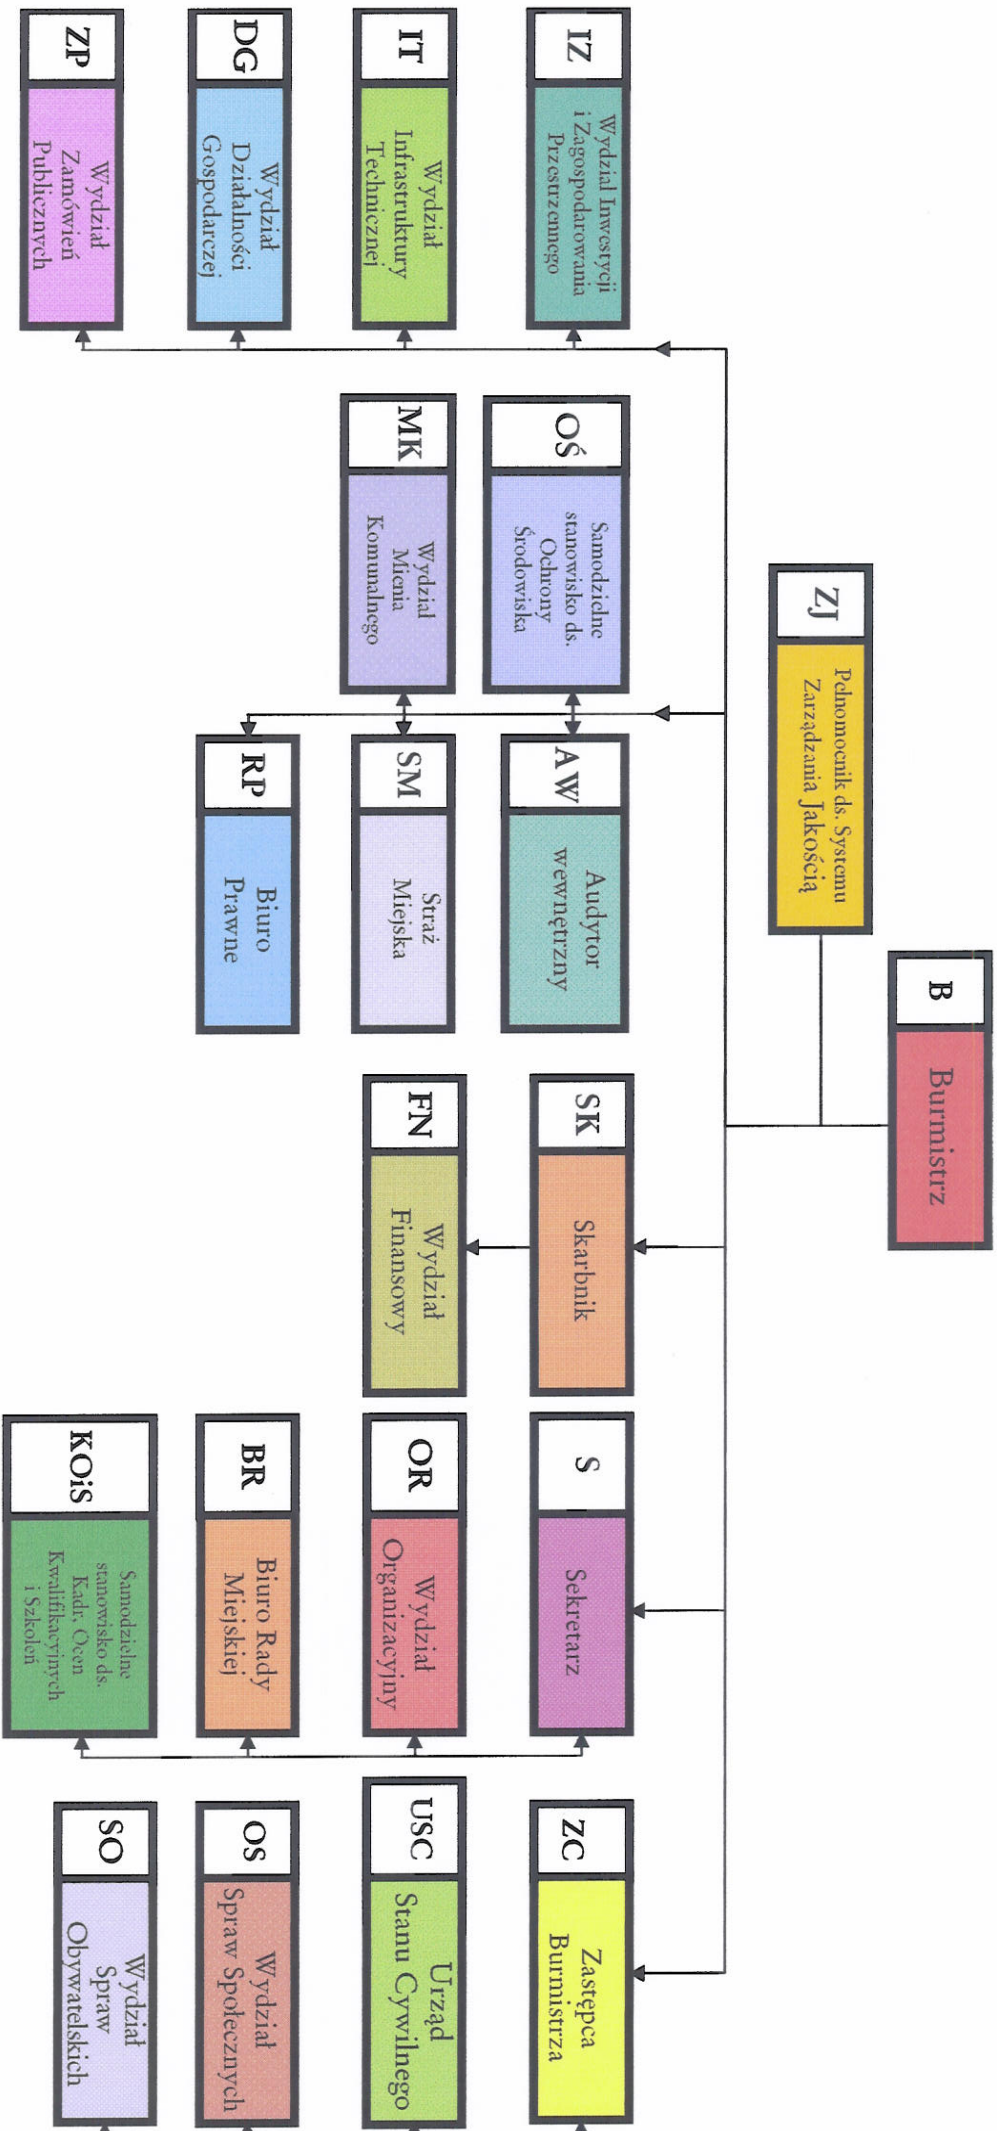 B
Burmistrz
ZJ
Pełnomocnik ds. Systemu
Zarządzania Jakością
IZ
Wydział Inwestycji
i Zagospodarowania
Przestrzennego
IT
Wydział
Infrastruktury
Technicznej
DG
Wydział
Działalności
Gospodarczej
ZP
Wydział
Zamówień
Publicznych
OŚ
Samodzielne
stanowisko ds.
Ochrony
Środowiska
MK
Wydział
Mienia
Komunalnego
AW
Audytor
wewnętrzny
SM
Straż
Miejska
RP
Biuro
Prawne
SK
Skarbnik
FN
Wydział
Finansowy
S
Sekretarz
OR
Wydział
Organizacyjny
BR
Biuro Rady
Miejskiej
KOiS
Samodzielne
stanowisko ds.
Kadr, Ocen
Kwalifikacyjnych
i Szkoleń
ZC
Zastępca
Burmistrza
USC
Urząd
Stanu Cywilnego
OS
Wydział
Spraw Społecznych
SO
Wydział
Spraw
Obywatelskich